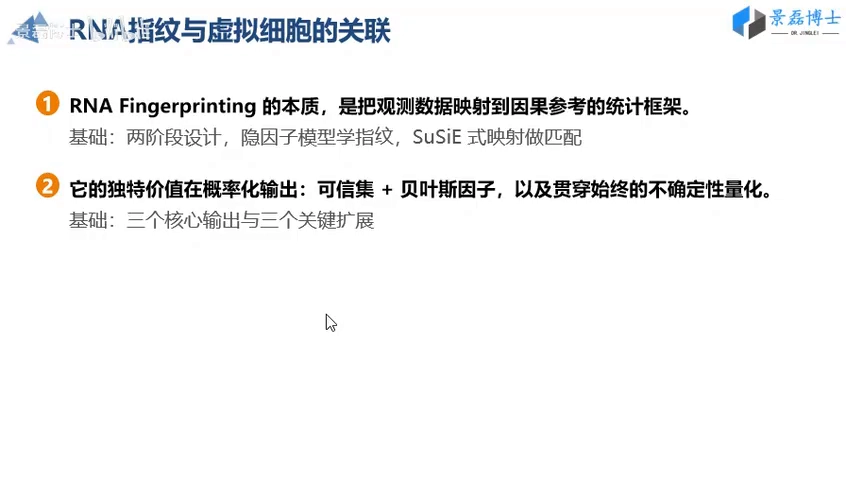 RNA指纹与虚拟细胞的关联
景磊博士
DR.JINGLEI
1 RNA Fingerprinting 的本质，是把观测数据映射到因果参考的统计框架。
基础：两阶段设计，隐因子模型学指纹，SuSiE 式映射做匹配
2 它的独特价值在概率化输出：可信集 + 贝叶斯因子，以及贯穿始终的不确定性量化。
基础：三个核心输出与三个关键扩展